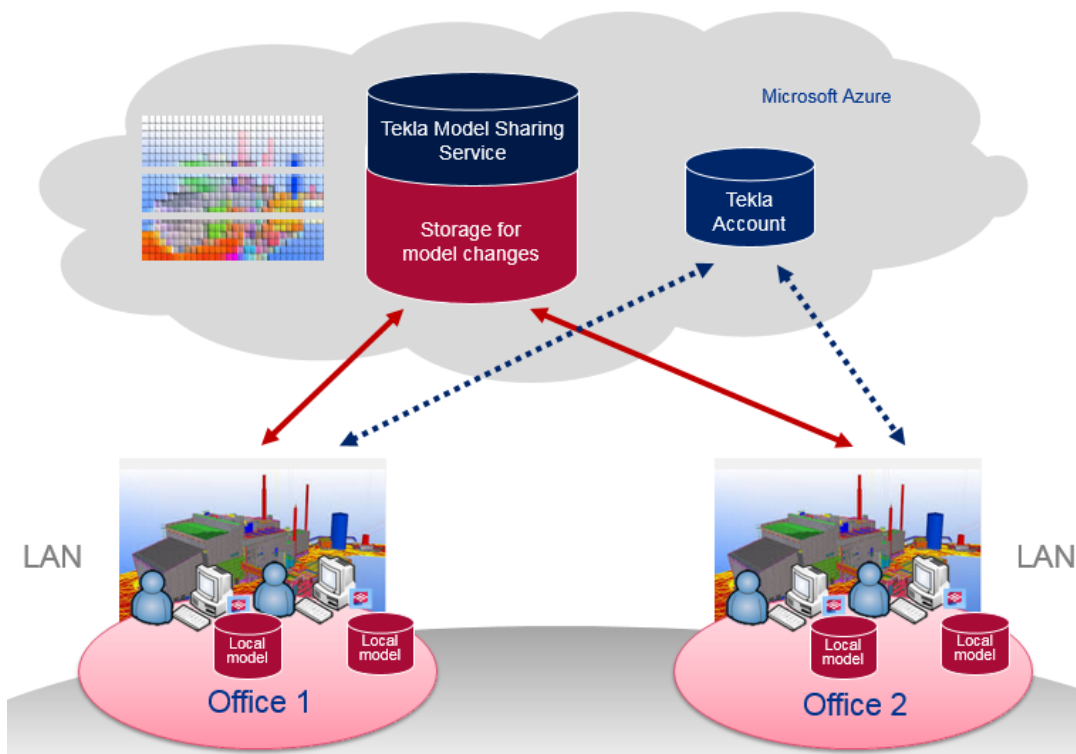 Microsoft Azure
Tekla Model Sharing
Service
Storage for
model changes
Tekla
Account
LAN
LAN
Local
model
Local
model
Office 1
Local
model
Local
model
Office 2